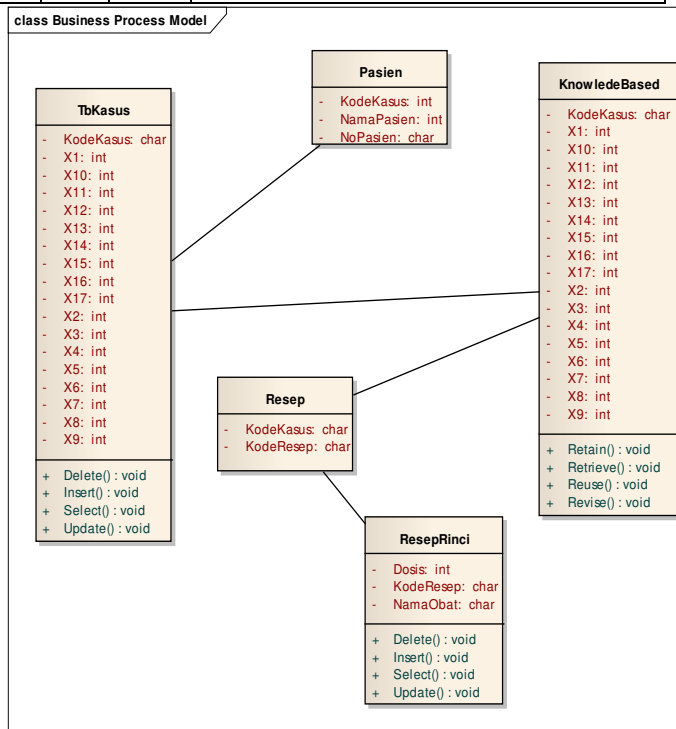 class Business Process Model
TbKasus
- KodeKasus: char
- X1: int
- X10: int
- X11: int
- X12: int
- X13: int
- X14: int
- X15: int
- X16: int
- X17: int
- X2: int
- X3: int
- X4: int
- X5: int
- X6: int
- X7: int
- X8: int
- X9: int
+ Delete() : void
+ Insert() : void
+ Select() : void
+ Update() : void
Pasien
- KodeKasus: int
- NamaPasien: int
- NoPasien: char
KnowledeBased
- KodeKasus: char
- X1: int
- X10: int
- X11: int
- X12: int
- X13: int
- X14: int
- X15: int
- X16: int
- X17: int
- X2: int
- X3: int
- X4: int
- X5: int
- X6: int
- X7: int
- X8: int
- X9: int
+ Retain() : void
+ Retrieve() : void
+ Reuse() : void
+ Revise() : void
Resep
- KodeKasus: char
- KodeResep: char
ResepRinci
- Dosis: int
- KodeResep: char
- NamaObat: char
+ Delete() : void
+ Insert() : void
+ Select() : void
+ Update() : void